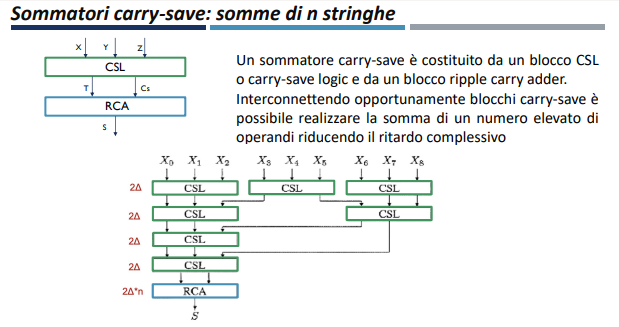 Sommatori carry-save: somme di n stringhe
X Y Z
CSL
T Cs
RCA
S
Un sommatore carry-save è costituito da un blocco CSL
o carry-save logic e da un blocco ripple carry adder.
Interconnettendo opportunamente blocchi carry-save è
possibile realizzare la somma di un numero elevato di
operandi riducendo il ritardo complessivo
X₀ X₁ X₂ X₃ X₄ X₅ X₆ X₇ X₈
2Δ CSL CSL CSL
2Δ CSL CSL
2Δ CSL
2Δ CSL
2Δ*n RCA
S